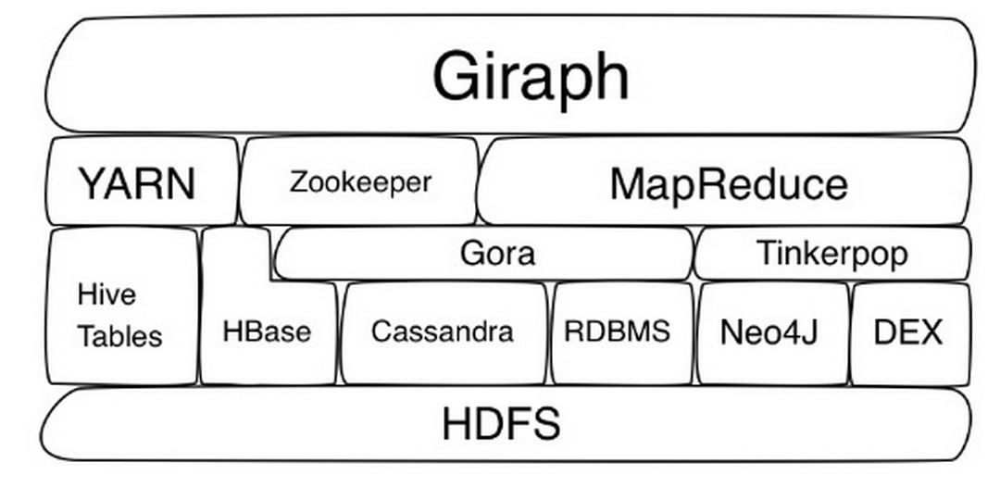 Giraph
YARN
Zookeeper
MapReduce
Gora
Tinkerpop
Hive
Tables
HBase
Cassandra
RDBMS
Neo4J
DEX
HDFS